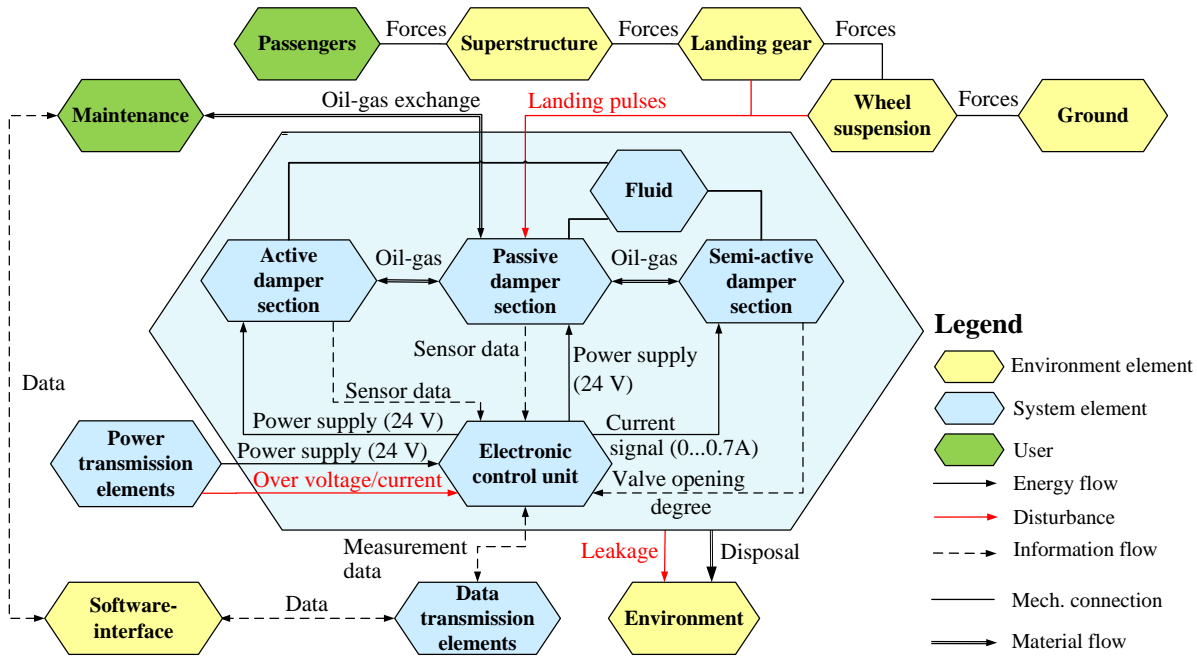 Passengers
Forces
Superstructure
Forces
Landing gear
Forces
Oil-gas exchange
Landing pulses
Maintenance
Wheel
suspension
Forces
Ground
Fluid
Active
damper
section
Oil-gas
Passive
damper
section
Oil-gas
Semi-active
damper
section
Legend
Sensor data
Power supply
(24 V)
Environment element
Data
Sensor data
Power supply (24 V)
Current
signal (0...0.7A)
System element
Power
transmission
elements
Power supply (24 V)
Over voltage/current
Electronic
control unit
Valve opening
degree
User
Energy flow
Disturbance
Measurement
data
Leakage
Disposal
Information flow
Software-
interface
Data
Data
transmission
elements
Environment
Mech. connection
Material flow